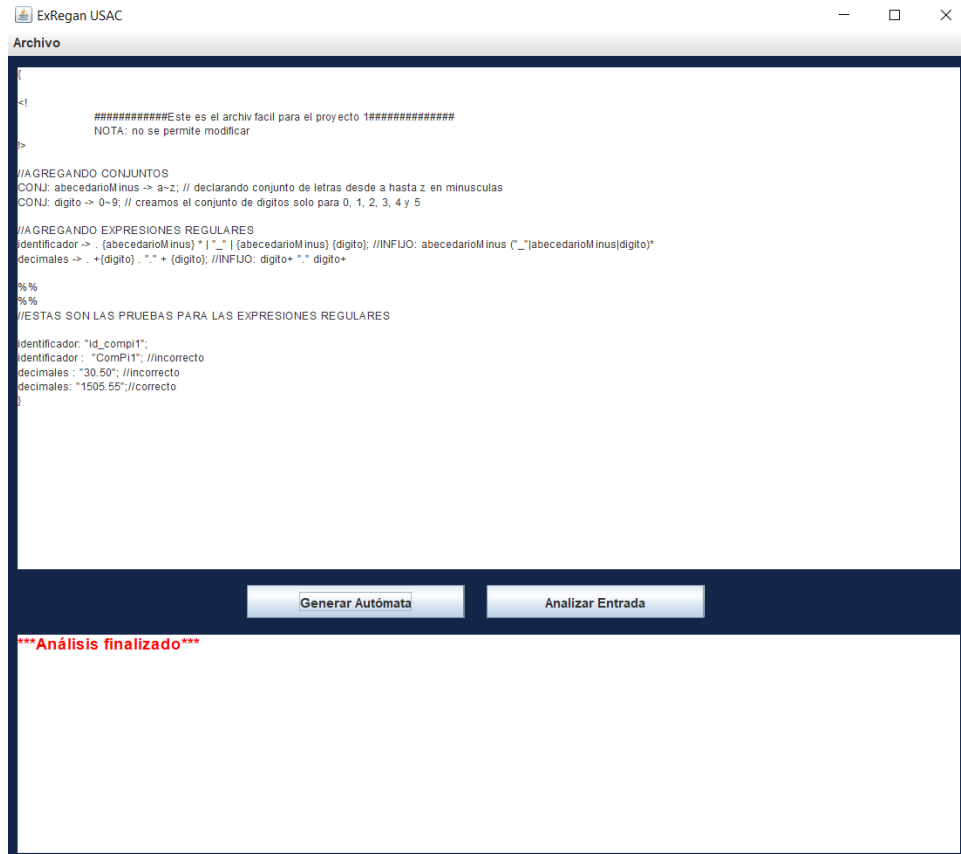 ExRegan USAC
Archivo
{
<!
############Este es el archiv facil para el proyecto 1##############
NOTA: no se permite modificar
!>
//AGREGANDO CONJUNTOS
CONJ: abecedarioMinus -> a~z; // declarando conjunto de letras desde a hasta z en minusculas
CONJ: digito -> 0~9; // creamos el conjunto de digitos solo para 0, 1, 2, 3, 4 y 5
//AGREGANDO EXPRESIONES REGULARES
identificador -> . {abecedarioMinus} * | "_" | {abecedarioMinus} {digito}; //INFIJO: abecedarioMinus ("_"|abecedarioMinus|digito)*
decimales -> . +{digito} . "." + {digito}; //INFIJO: digito+ "." digito+
%%
%%
//ESTAS SON LAS PRUEBAS PARA LAS EXPRESIONES REGULARES
identificador: "id_compi1";
identificador : "ComPi1"; //incorrecto
decimales : "30.50"; //incorrecto
decimales: "1505.55";//correcto
}
Generar Autómata
Analizar Entrada
***Análisis finalizado***